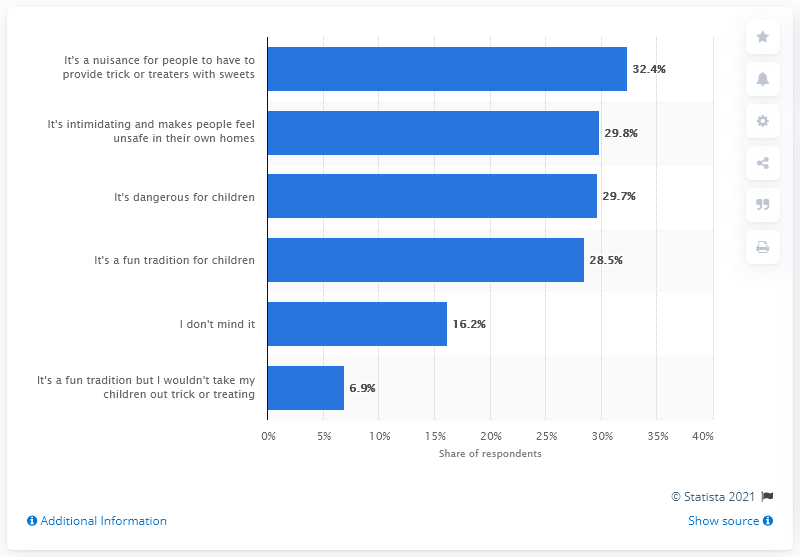 It's a nuisance for people to have to
provide trick or treaters with sweets
32.4%
It's intimidating and makes people feel
unsafe in their own homes
29.8%
It's dangerous for children
29.7%
It's a fun tradition for children
28.5%
I don't mind it
16.2%
It's a fun tradition but I wouldn't take my
children out trick or treating
6.9%
0% 5% 10% 15% 20% 25% 30% 35% 40%
Share of respondents
© Statista 2021
Additional Information
Show source